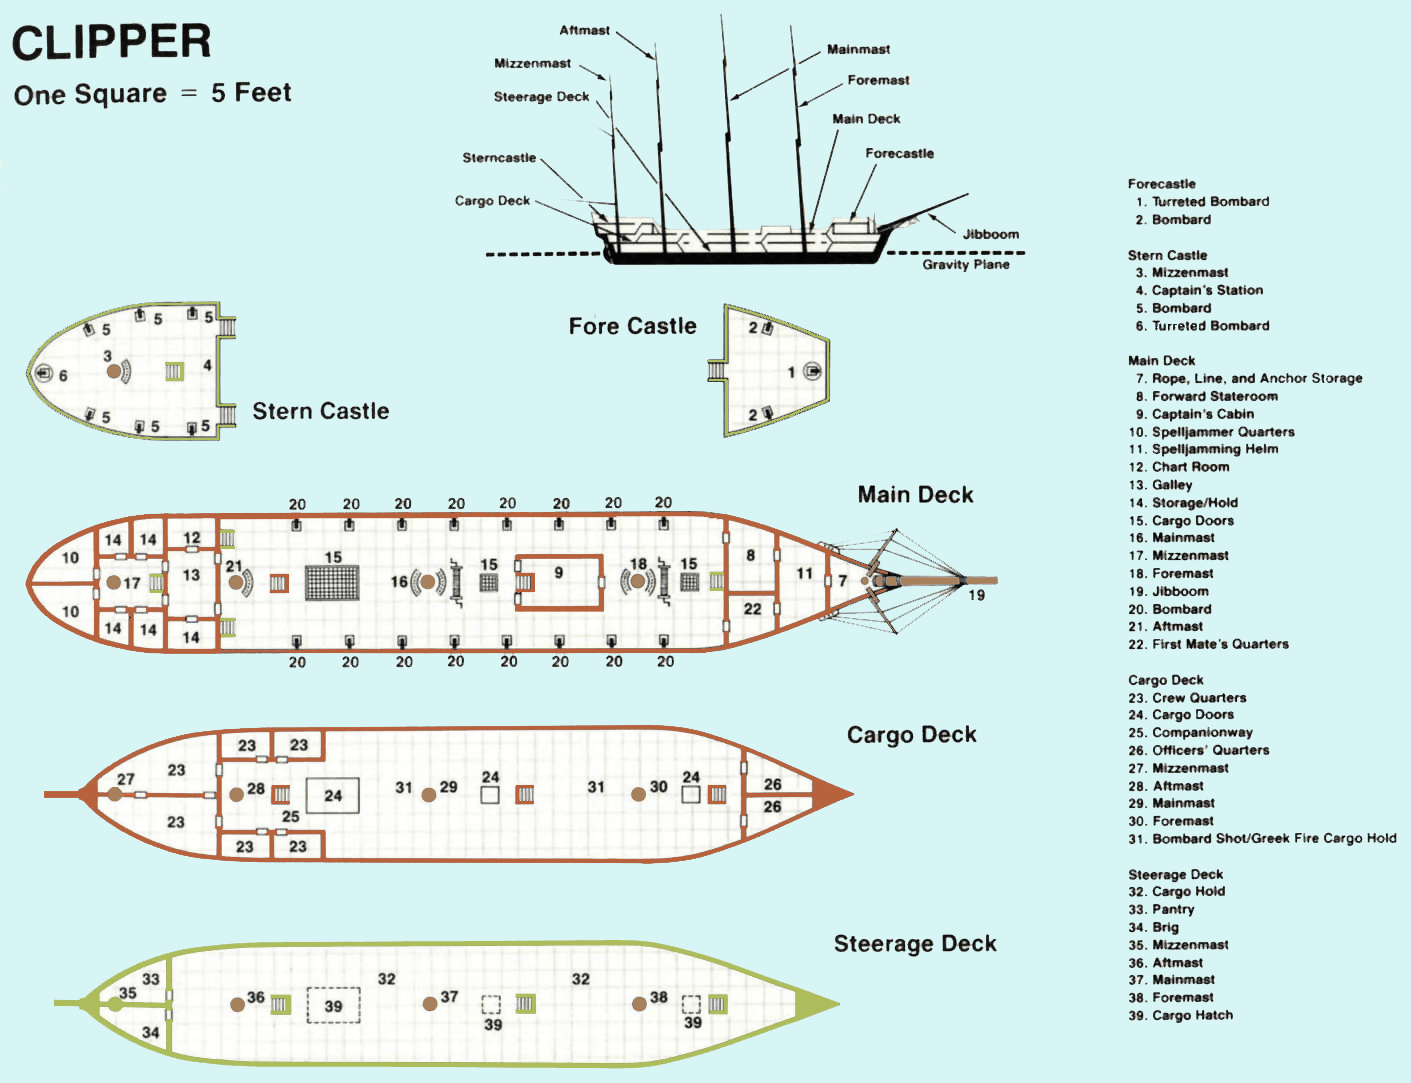 CLIPPER
One Square = 5 Feet
Aftmast
Mizzenmast
Steerage Deck
Sterncastle
Cargo Deck
Mainmast
Foremast
Main Deck
Forecastle
Jibboom
Gravity Plane
5 5 5
3
4
6
5 5 5
Stern Castle
Fore Castle
2
1
2
Main Deck
20 20 20 20 20 20 20 20
14 14 12
10
15
21
13
17
16
15
9
18
15
8
11
7
19
10
22
14 14 14
20 20 20 20 20 20 20 20
Cargo Deck
23 23
23
27
28
24
31 29
24
31 30
24
26
26
23
25
23 23
Steerage Deck
33
32
32
35
36
39
37
38
39
39
34
Forecastle
1. Turreted Bombard
2. Bombard
Stern Castle
3. Mizzenmast
4. Captain's Station
5. Bombard
6. Turreted Bombard
Main Deck
7. Rope, Line, and Anchor Storage
8. Forward Stateroom
9. Captain's Cabin
10. Spelljammer Quarters
11. Spelljamming Helm
12. Chart Room
13. Galley
14. Storage/Hold
15. Cargo Doors
16. Mainmast
17. Mizzenmast
18. Foremast
19. Jibboom
20. Bombard
21. Aftmast
22. First Mate's Quarters
Cargo Deck
23. Crew Quarters
24. Cargo Doors
25. Companionway
26. Officers' Quarters
27. Mizzenmast
28. Aftmast
29. Mainmast
30. Foremast
31. Bombard Shot/Greek Fire Cargo Hold
Steerage Deck
32. Cargo Hold
33. Pantry
34. Brig
35. Mizzenmast
36. Aftmast
37. Mainmast
38. Foremast
39. Cargo Hatch